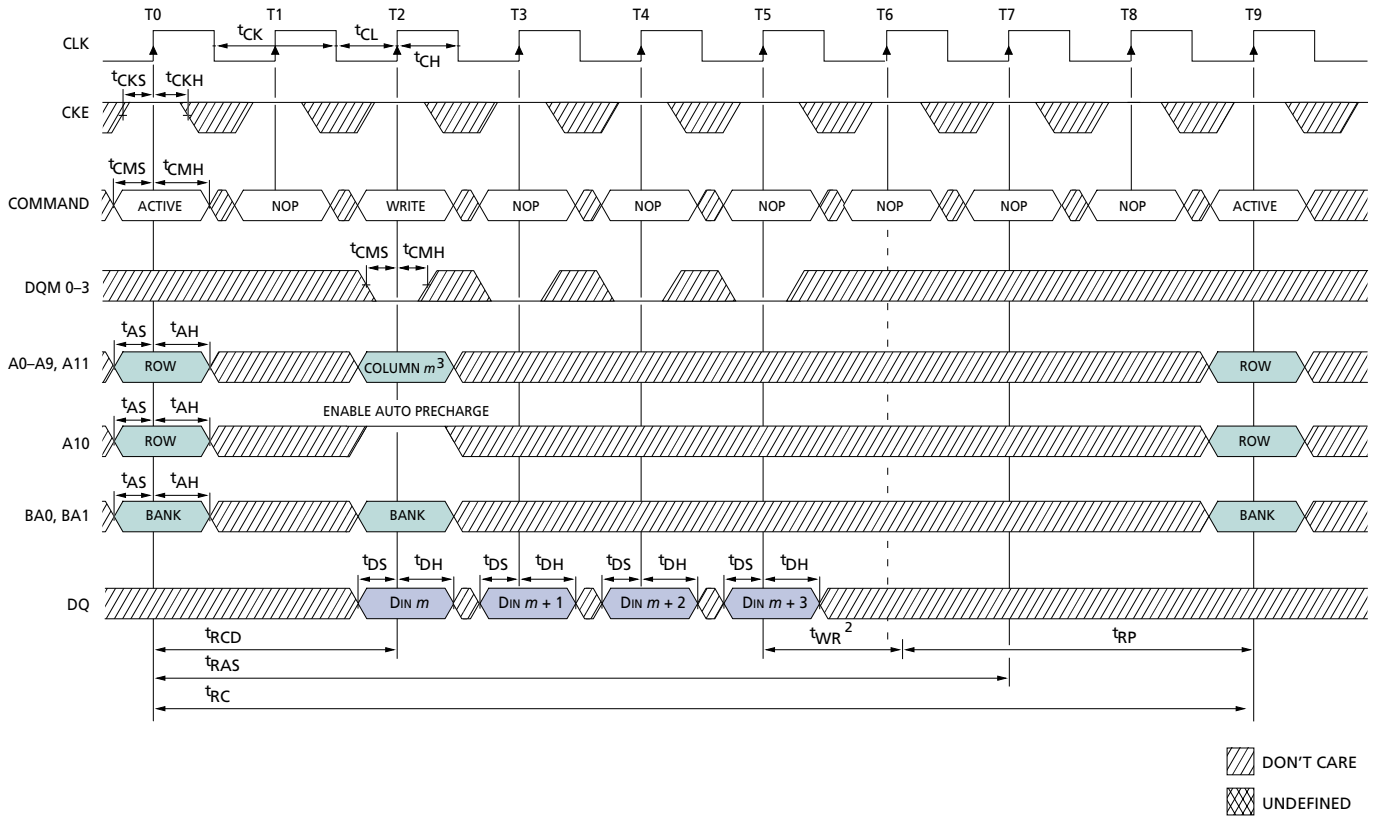 T0 T1 T2 T3 T4 T5 T6 T7 T8 T9
CLK tCK tCL tCH
tCKS tCKH
CKE
tCMS tCMH
COMMAND ACTIVE NOP WRITE NOP NOP NOP NOP NOP NOP ACTIVE
tCMS tCMH
DQM 0–3
tAS tAH
A0–A9, A11 ROW COLUMN m3 ROW
tAS tAH ENABLE AUTO PRECHARGE
A10 ROW ROW
tAS tAH
BA0, BA1 BANK BANK BANK
tDS tDH tDS tDH tDS tDH tDS tDH
DQ DIN m DIN m + 1 DIN m + 2 DIN m + 3
tRCD tWR 2 tRP
tRAS
tRC
DON'T CARE
UNDEFINED